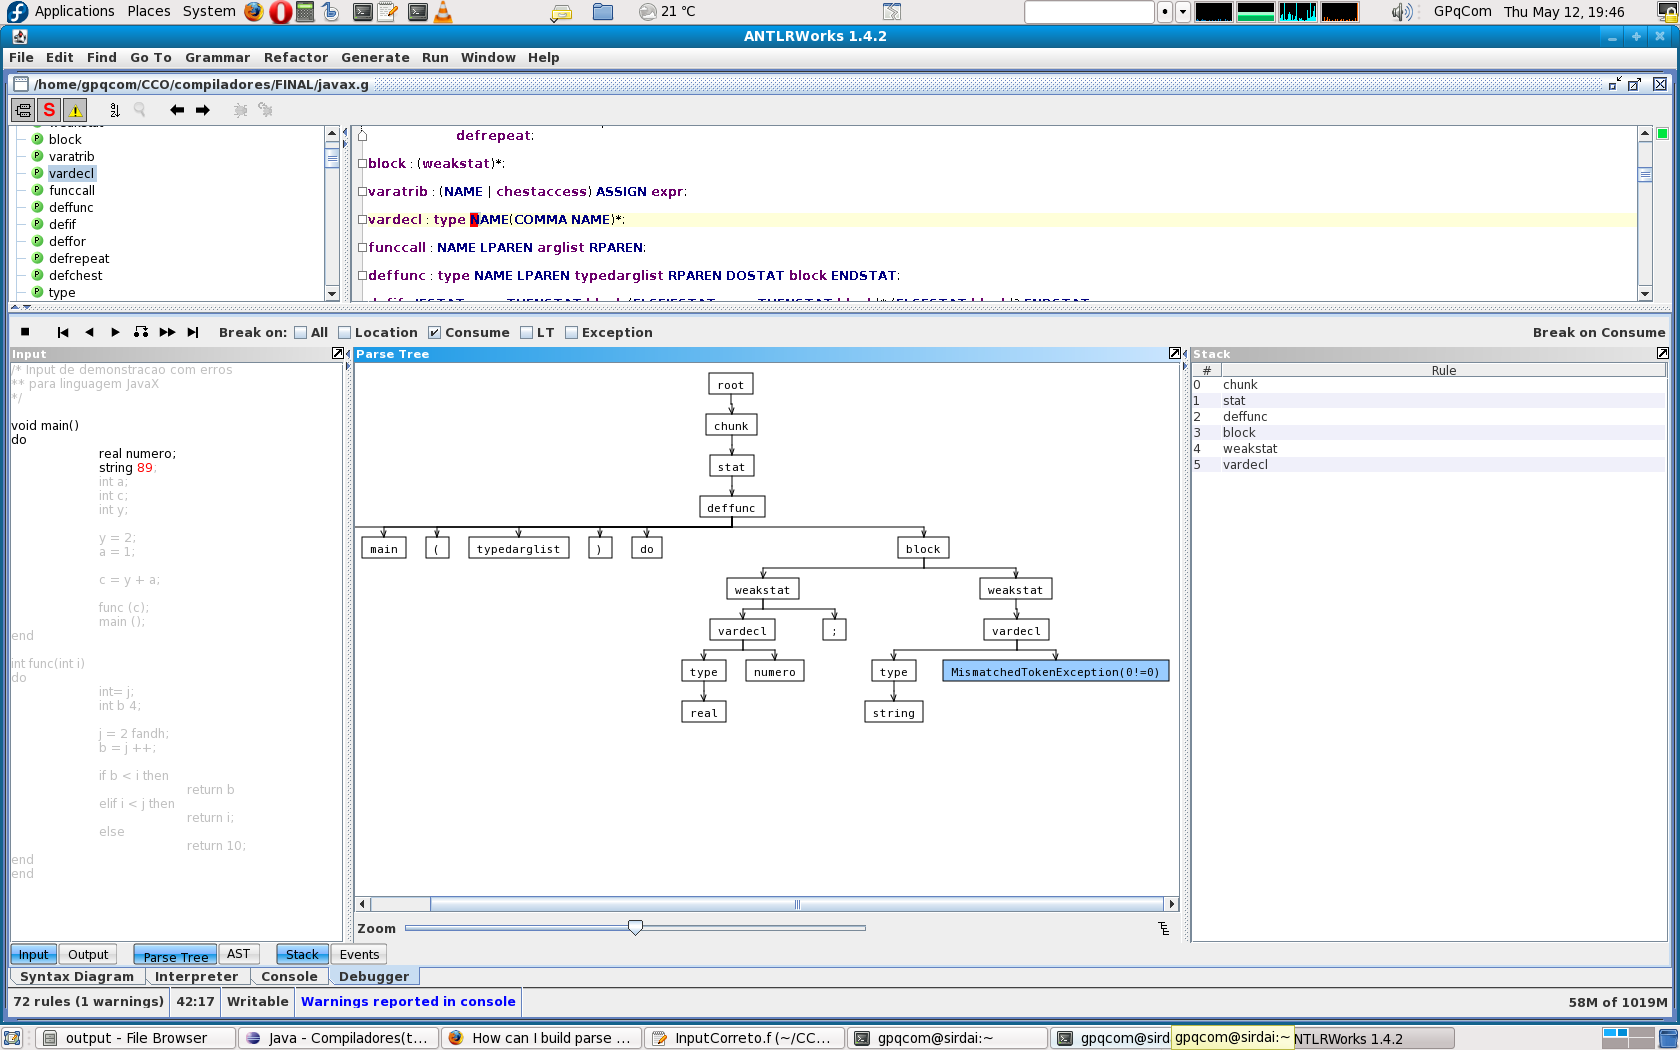 Applications Places System 21 °C GPqCom Thu May 12, 19:46
ANTLRWorks 1.4.2
File Edit Find Go To Grammar Refactor Generate Run Window Help
/home/gpqcom/CCO/compiladores/FINAL/javax.g
S
block
varatrib
vardecl
funccall
deffunc
defif
deffor
defrepeat
defchest
type
defrepeat;
block : (weakstat)*;
varatrib : (NAME | chestaccess) ASSIGN expr;
vardecl : type NAME(COMMA NAME)*;
funccall : NAME LPAREN arglist RPAREN;
deffunc : type NAME LPAREN typedarglist RPAREN DOSTAT block ENDSTAT;
Break on: All Location Consume LT Exception Break on Consume
Input
/* Input de demonstracao com erros
** para linguagem JavaX
*/
void main()
do
real numero;
string 89;
int a;
int c;
int y;
y = 2;
a = 1;
c = y + a;
func (c);
main ();
end
int func(int i)
do
int= j;
int b 4;
j = 2 fandh;
b = j ++;
if b < i then
return b
elif i < j then
return i;
else
return 10;
end
end
Parse Tree
root
chunk
stat
deffunc
main ( typedarglist ) do block
weakstat weakstat
vardecl ; vardecl
type numero type MismatchedTokenException(0!=0)
real string
Zoom
Stack
# Rule
0 chunk
1 stat
2 deffunc
3 block
4 weakstat
5 vardecl
Input Output Parse Tree AST Stack Events
Syntax Diagram Interpreter Console Debugger
72 rules (1 warnings) 42:17 Writable Warnings reported in console 58M of 1019M
output - File Browser Java - Compiladores(t... How can I build parse ... InputCorreto.f (~/CC... gpqcom@sirdai:~ gpqcom@sird gpqcom@sirdai:~ NTLRWorks 1.4.2